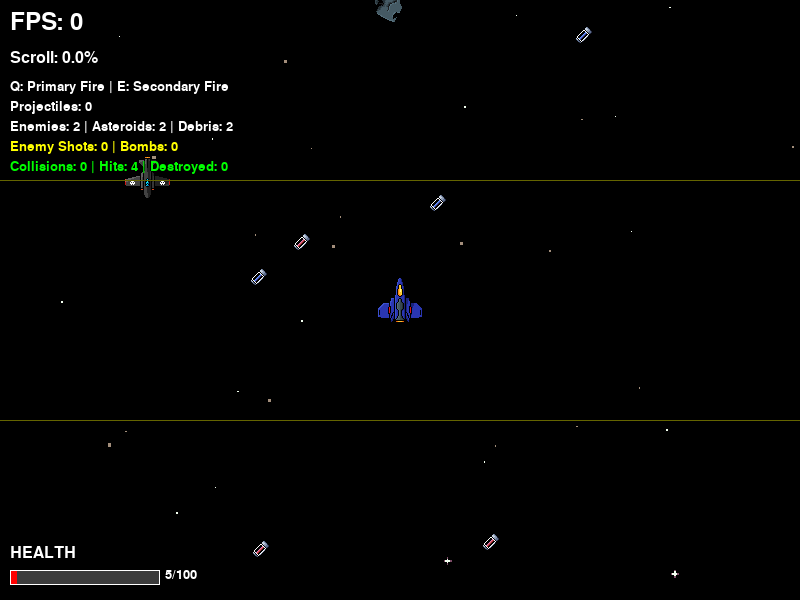 FPS: 0
Scroll: 0.0%
Q: Primary Fire | E: Secondary Fire
Projectiles: 0
Enemies: 2 | Asteroids: 2 | Debris: 2
Enemy Shots: 0 | Bombs: 0
Collisions: 0 | Hits: 4 | Destroyed: 0
HEALTH
5/100